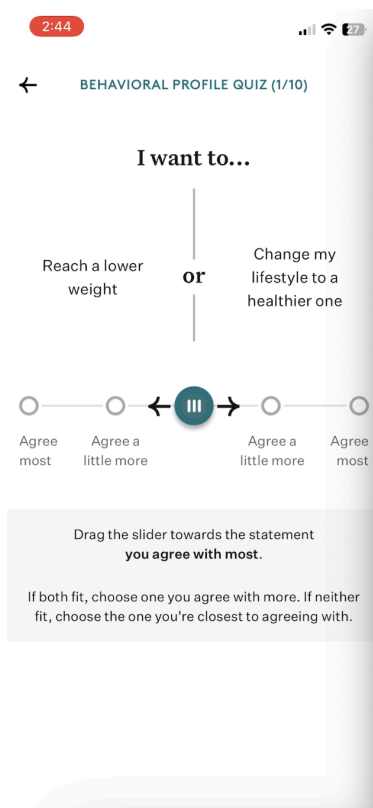 2:44
27
BEHAVIORAL PROFILE QUIZ (1/10)
I want to...
Reach a lower
weight
or
Change my
lifestyle to a
healthier one
Agree
most
Agree a
little more
Agree a
little more
Agree
most
Drag the slider towards the statement
you agree with most.
If both fit, choose one you agree with more. If neither
fit, choose the one you're closest to agreeing with.